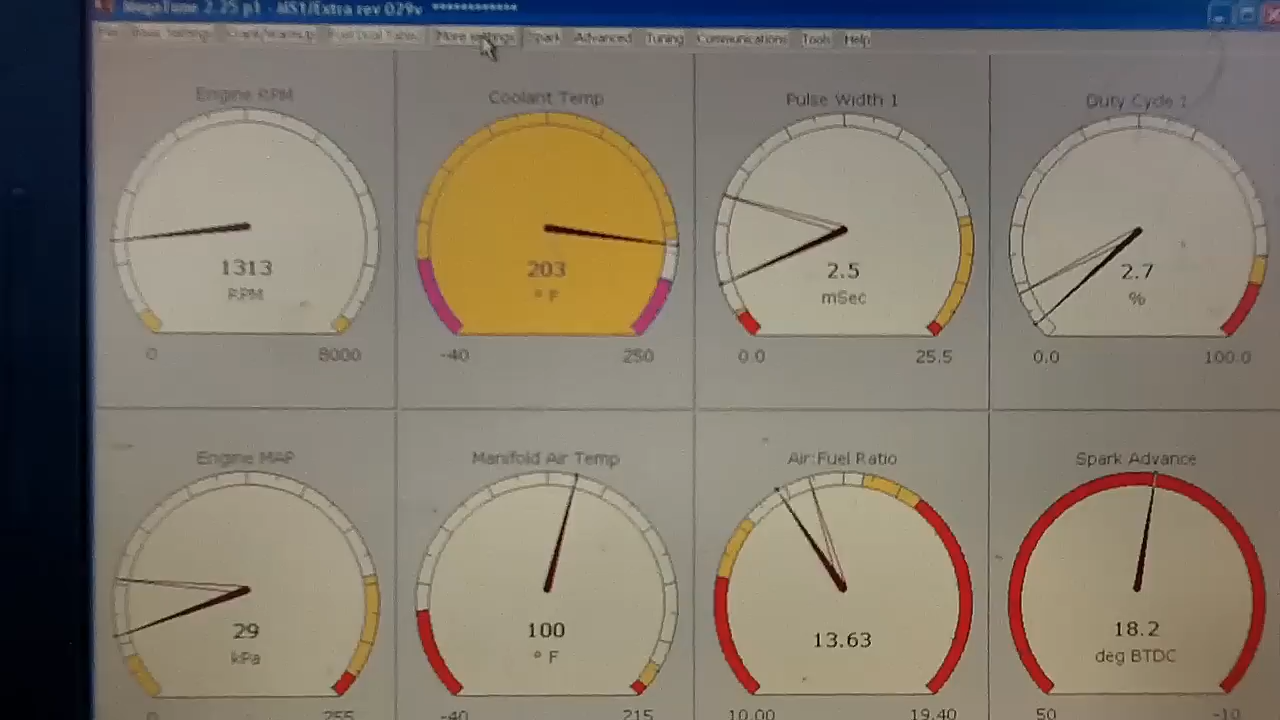 MegaTune 2.25 p1 - MS1/Extra rev 029v ************
More settings Spark Advanced Tuning Communications Tools Help
Engine RPM Coolant Temp Pulse Width 1 Duty Cycle 1
1313 203 2.5 2.7
RPM ° F mSec %
0 8000 -40 250 0.0 25.5 0.0 100.0
Engine MAP Manifold Air Temp Air:Fuel Ratio Spark Advance
29 100 13.63 18.2
kPa ° F deg BTDC
0 255 -40 215 10.00 19.40 50 -10